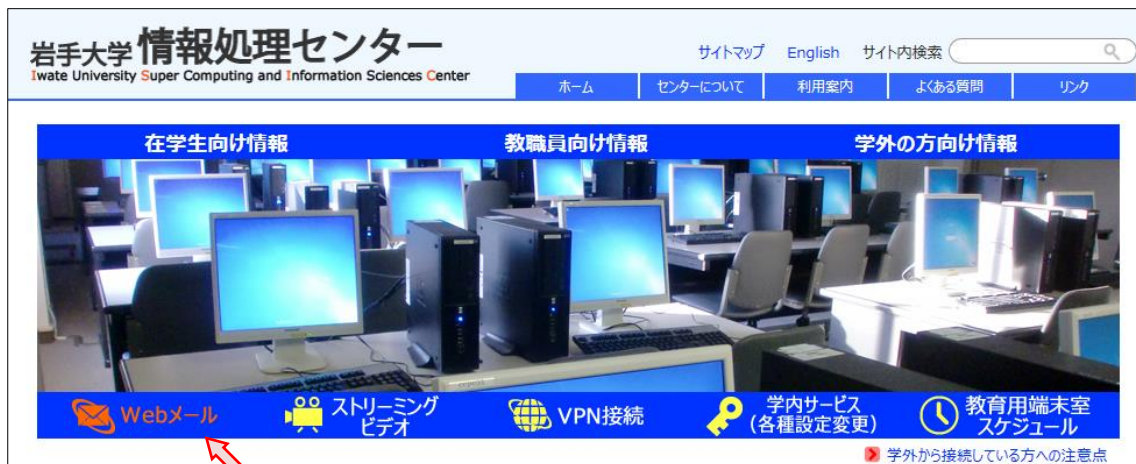 岩手大学 情報処理センター
Iwate University Super Computing and Information Sciences Center
サイトマップ English サイト内検索
ホーム センターについて 利用案内 よくある質問 リンク
在学生向け情報 教職員向け情報 学外の方向け情報
Webメール
ストリーミング
ビデオ
VPN接続
学内サービス
(各種設定変更)
教育用端末室
スケジュール
学外から接続している方への注意点